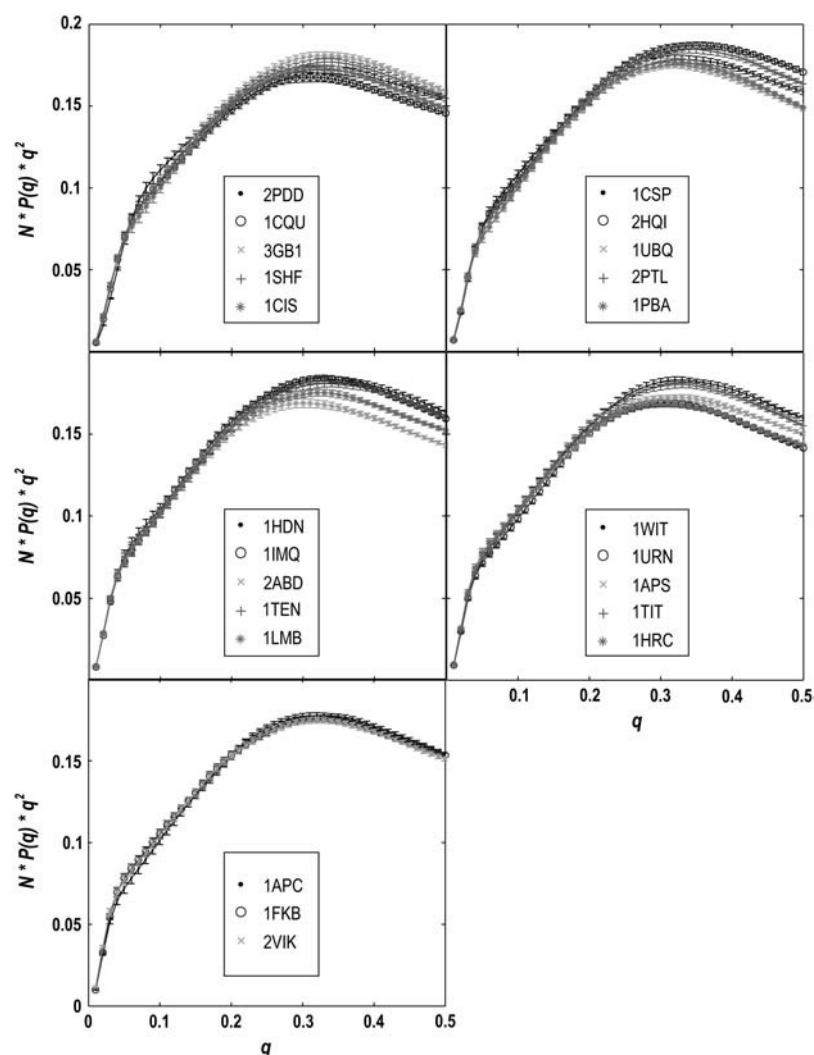 0.2
0.15
0.1
0.05
N * P(q) * q²
2PDD
1CQU
3GB1
1SHF
1CIS
1CSP
2HQI
1UBQ
2PTL
1PBA
0.15
0.1
0.05
N * P(q) * q²
1HDN
1IMQ
2ABD
1TEN
1LMB
1WIT
1URN
1APS
1TIT
1HRC
0.1 0.2 0.3 0.4 0.5
q
0.15
0.1
0.05
0
N * P(q) * q²
1APC
1FKB
2VIK
0 0.1 0.2 0.3 0.4 0.5
q